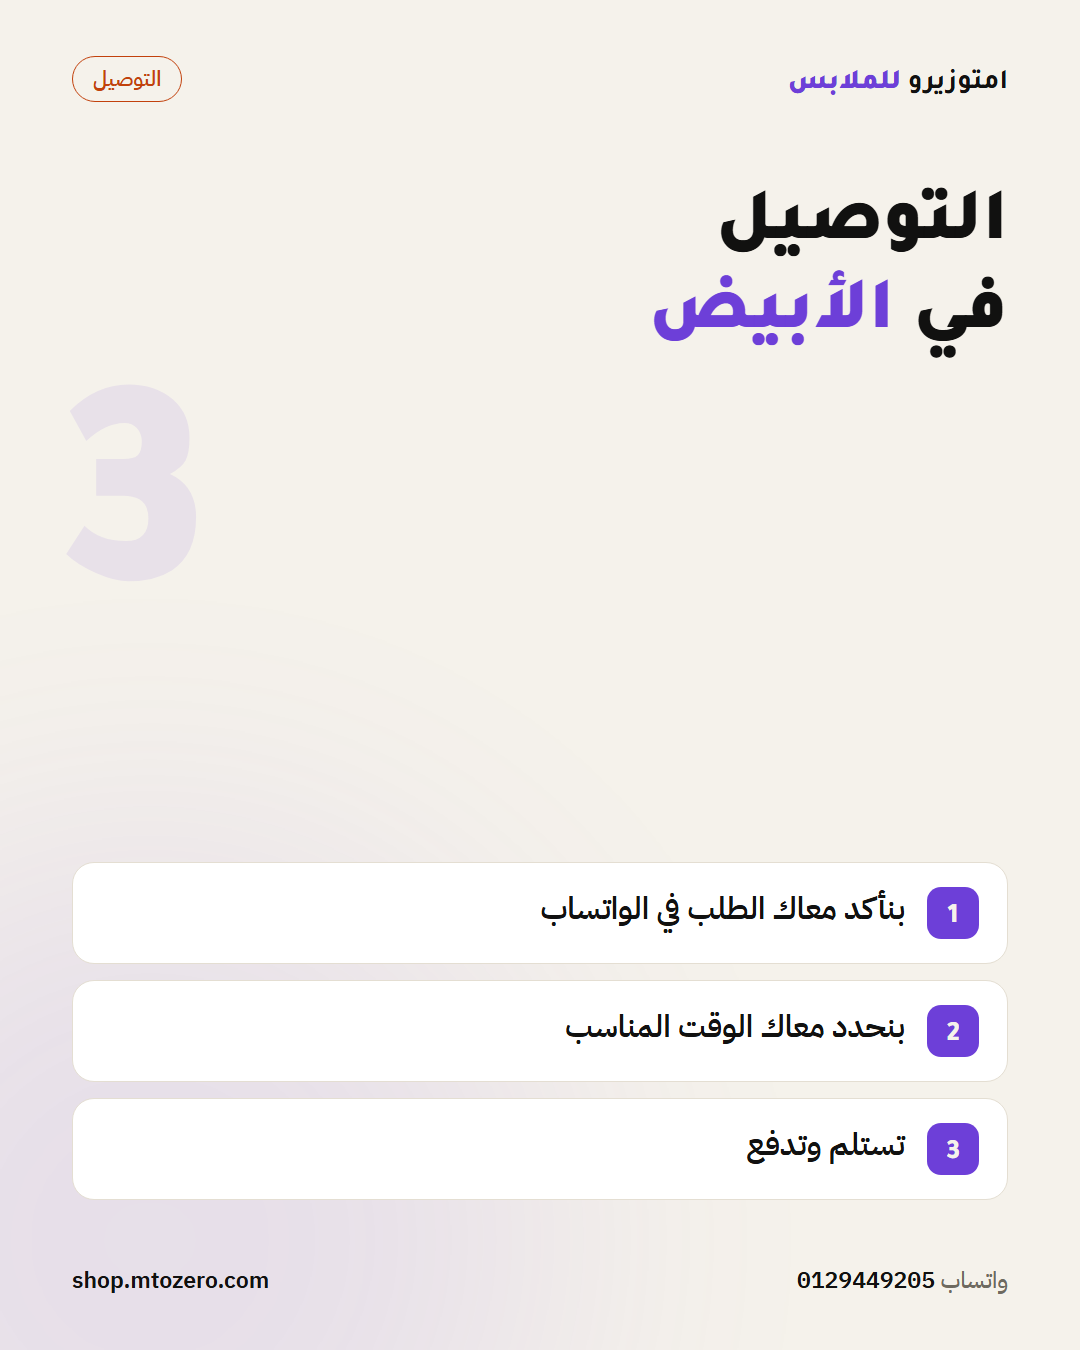 امتوزيرو للملابس
التوصيل
التوصيل
في الأبيض
3
1 بنأكد معاك الطلب في الواتساب
2 بنحدد معاك الوقت المناسب
3 تستلم وتدفع
واتساب 0129449205
shop.mtozero.com